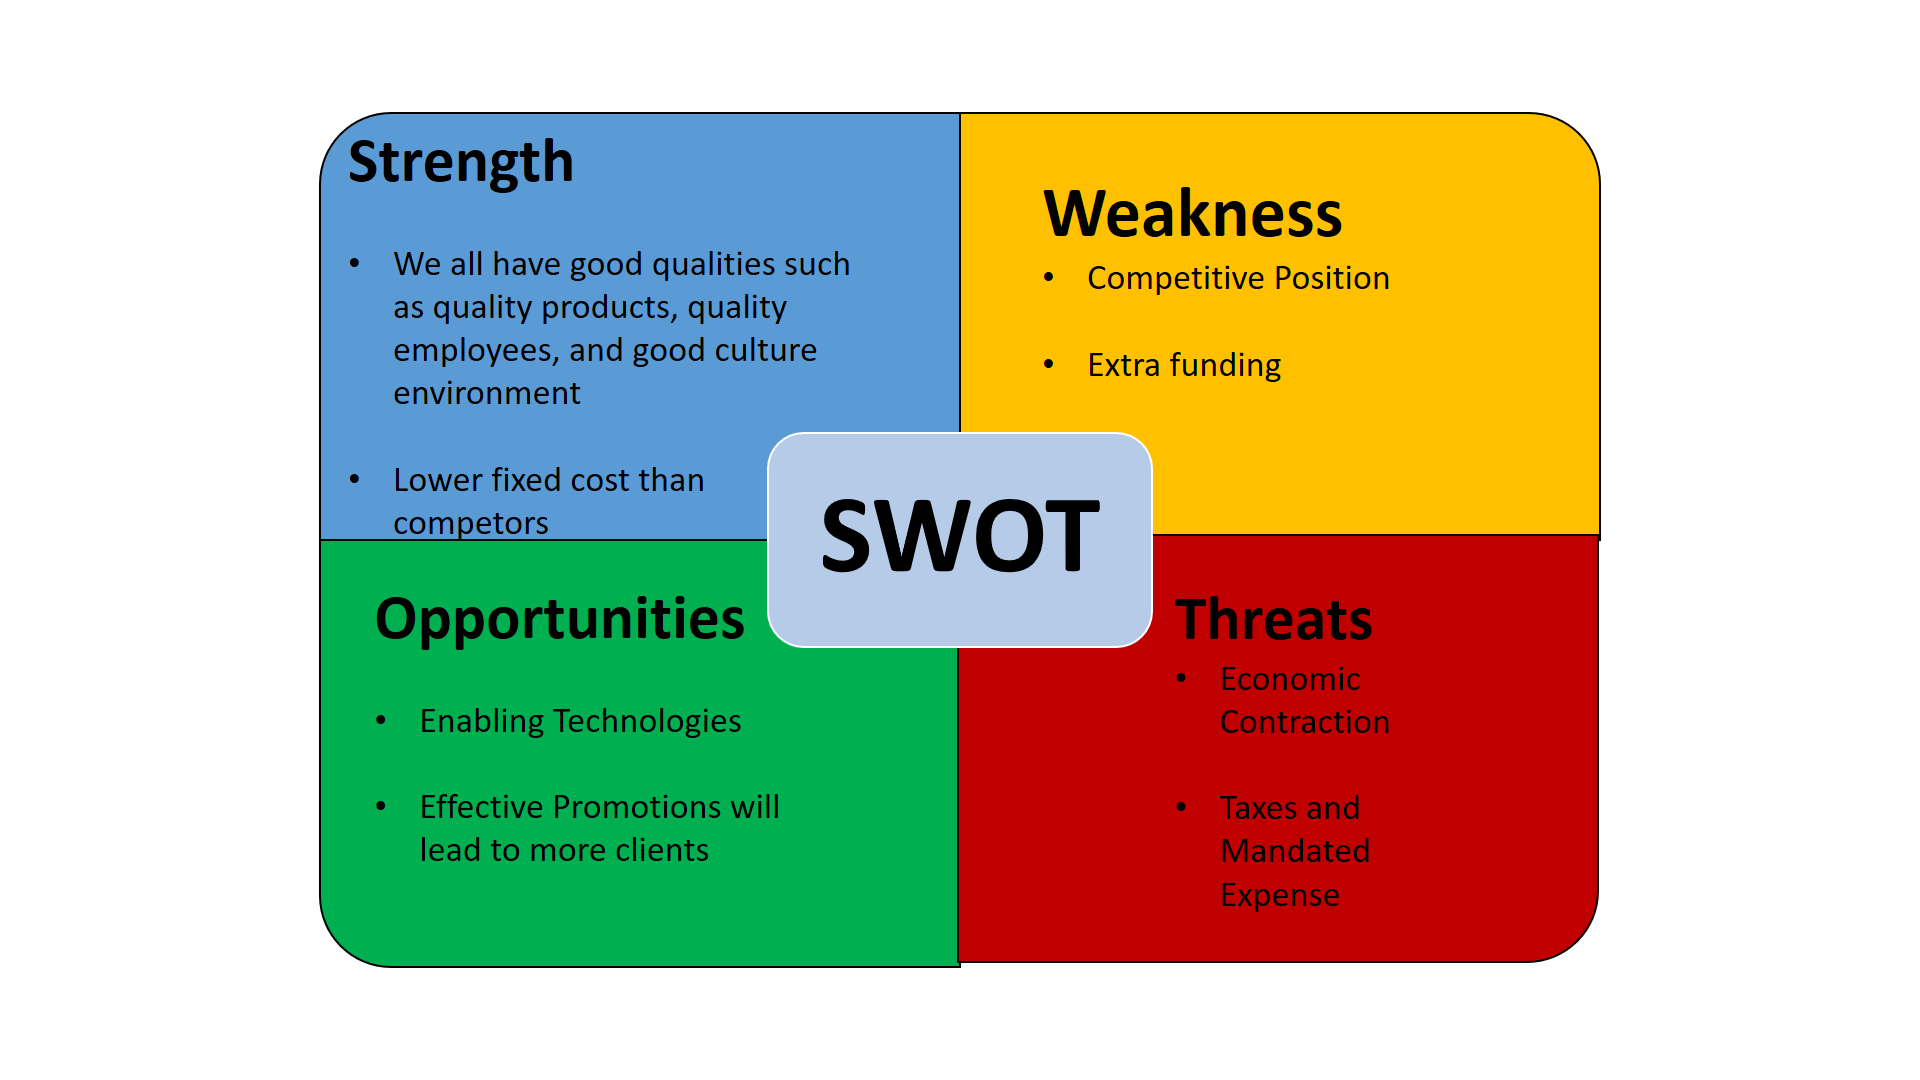 Strength
• We all have good qualities such
as quality products, quality
employees, and good culture
environment
• Lower fixed cost than
competors
Weakness
• Competitive Position
• Extra funding
SWOT
Opportunities
• Enabling Technologies
• Effective Promotions will
lead to more clients
Threats
• Economic
Contraction
• Taxes and
Mandated
Expense